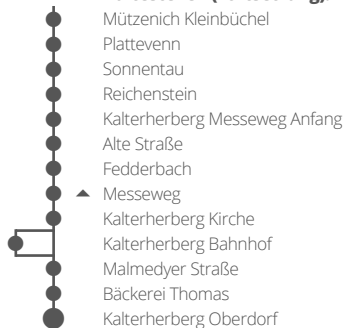 Mützenich Kleinbüchel
Plattevenn
Sonnentau
Reichenstein
Kalterherberg Messeweg Anfang
Alte Straße
Fedderbach
Messeweg
Kalterherberg Kirche
Kalterherberg Bahnhof
Malmedyer Straße
Bäckerei Thomas
Kalterherberg Oberdorf